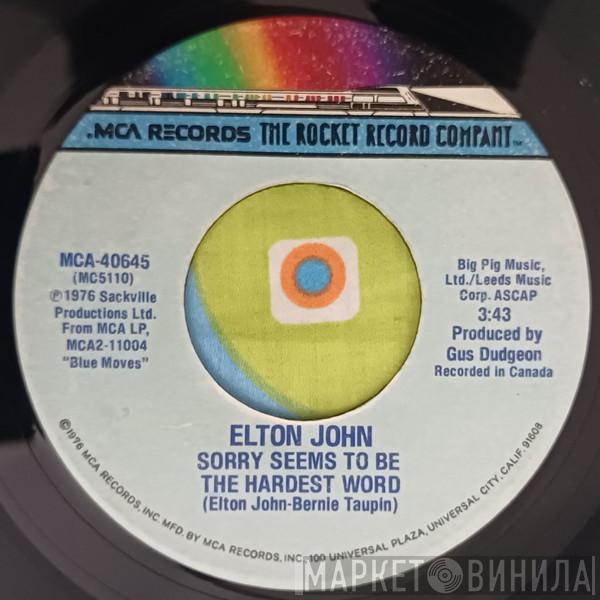 .MCA RECORDS THE ROCKET RECORD COMPANY™
MCA-40645
(MC5110)
℗1976 Sackville
Productions Ltd.
From MCA LP,
MCA2-11004
"Blue Moves"
Big Pig Music,
Ltd./Leeds Music
Corp. ASCAP
3:43
Produced by
Gus Dudgeon
Recorded in Canada
ELTON JOHN
SORRY SEEMS TO BE
THE HARDEST WORD
(Elton John-Bernie Taupin)
©1976 MCA RECORDS, INC. MFD. BY MCA RECORDS, INC., 100 UNIVERSAL PLAZA, UNIVERSAL CITY, CALIF. 91608
МАРКЕТ ВИНИЛА